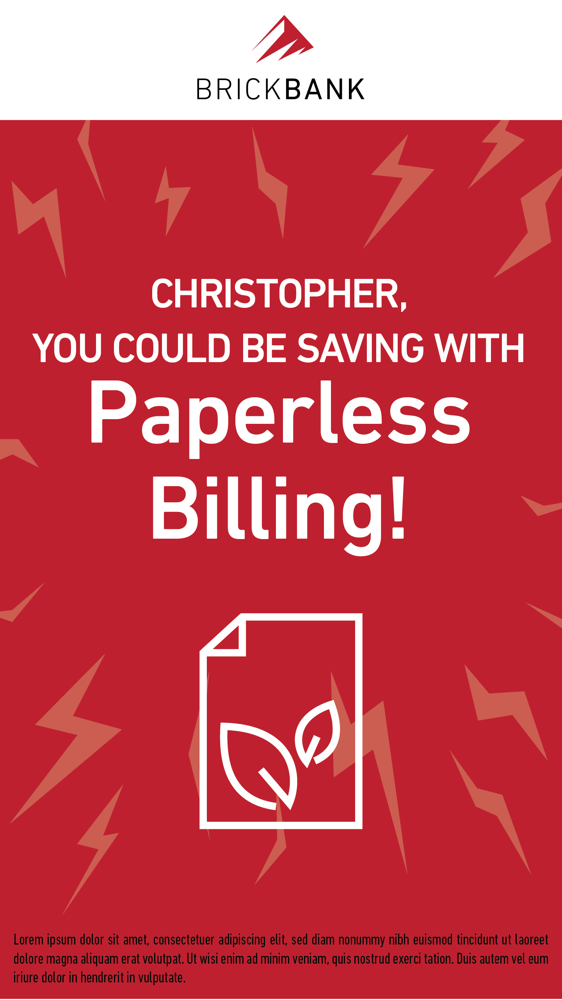 BRICKBANK
CHRISTOPHER,
YOU COULD BE SAVING WITH
Paperless
Billing!
Lorem ipsum dolor sit amet, consectetuer adipiscing elit, sed diam nonummy nibh euismod tincidunt ut laoreet
dolore magna aliquam erat volutpat. Ut wisi enim ad minim veniam, quis nostrud exerci tation. Duis autem vel eum
iriure dolor in hendrerit in vulputate.